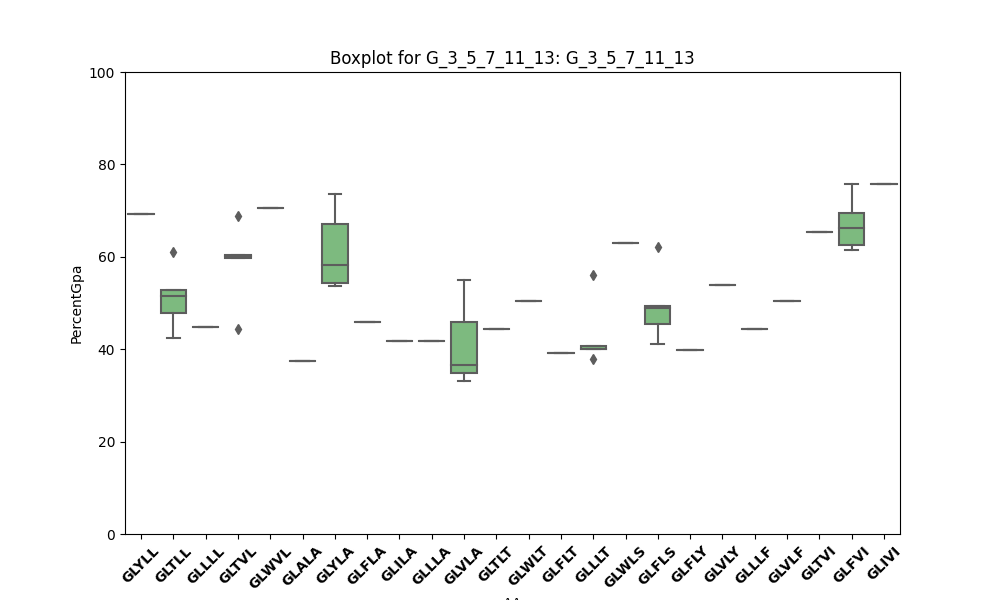 Boxplot for G_3_5_7_11_13: G_3_5_7_11_13
PercentGpa
100
80
60
40
20
0
GLYLL
GLTLL
GLLLL
GLTVL
GLWVL
GLALA
GLYLA
GLFLA
GLILA
GLLLA
GLVLA
GLTLT
GLWLT
GLFLT
GLLLT
GLWLS
GLFLS
GLFLY
GLVLY
GLLLF
GLVLF
GLTVI
GLFVI
GLIVI